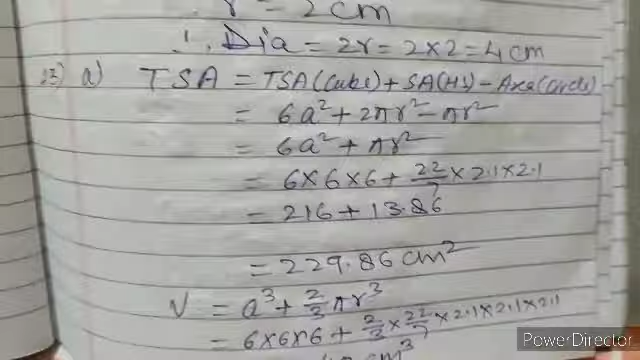 r = 2 cm
∴ Dia = 2r = 2×2 = 4 cm
a) TSA = TSA(Cube) + SA(HS) - Area(Circle)
= 6a² + 2πr² - πr²
= 6a² + πr²
= 6×6×6 + 22/7 × 2.1×2.1
= 216 + 13.86
= 229.86 cm²
V = a³ + 2/3 πr³
= 6×6×6 + 2/3 × 22/7 × 2.1×2.1×2.1
cm³
PowerDirector